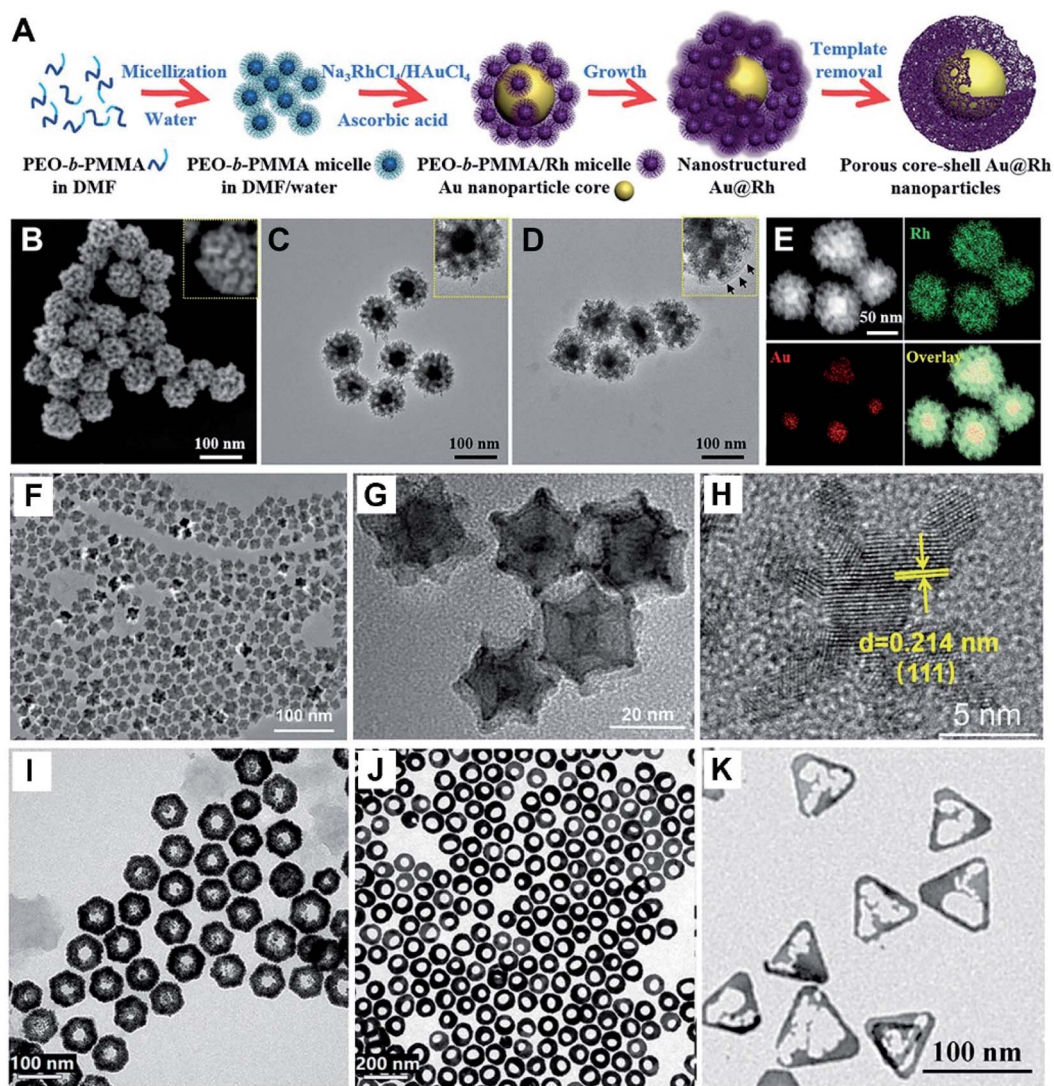 A
Micellization
Water
Na₃RhCl₆/HAuCl₄
Ascorbic acid
Growth
Template
removal
PEO-b-PMMA
in DMF
PEO-b-PMMA micelle
in DMF/water
PEO-b-PMMA/Rh micelle
Au nanoparticle core
Nanostructured
Au@Rh
Porous core-shell Au@Rh
nanoparticles
B
100 nm
C
100 nm
D
100 nm
E
50 nm
Rh
Au
Overlay
F
100 nm
G
20 nm
H
d=0.214 nm
(111)
5 nm
I
100 nm
J
200 nm
K
100 nm